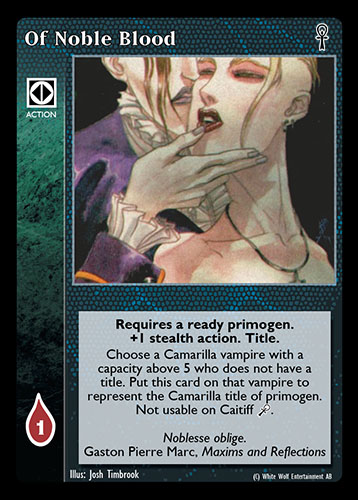 Of Noble Blood
ACTION
Requires a ready primogen.
+1 stealth action. Title.
Choose a Camarilla vampire with a
capacity above 5 who does not have a
title. Put this card on that vampire to
represent the Camarilla title of primogen.
Not usable on Caitiff .
Noblesse oblige.
Gaston Pierre Marc, Maxims and Reflections
1
Illus: Josh Timbrook
(C) White Wolf Entertainment AB